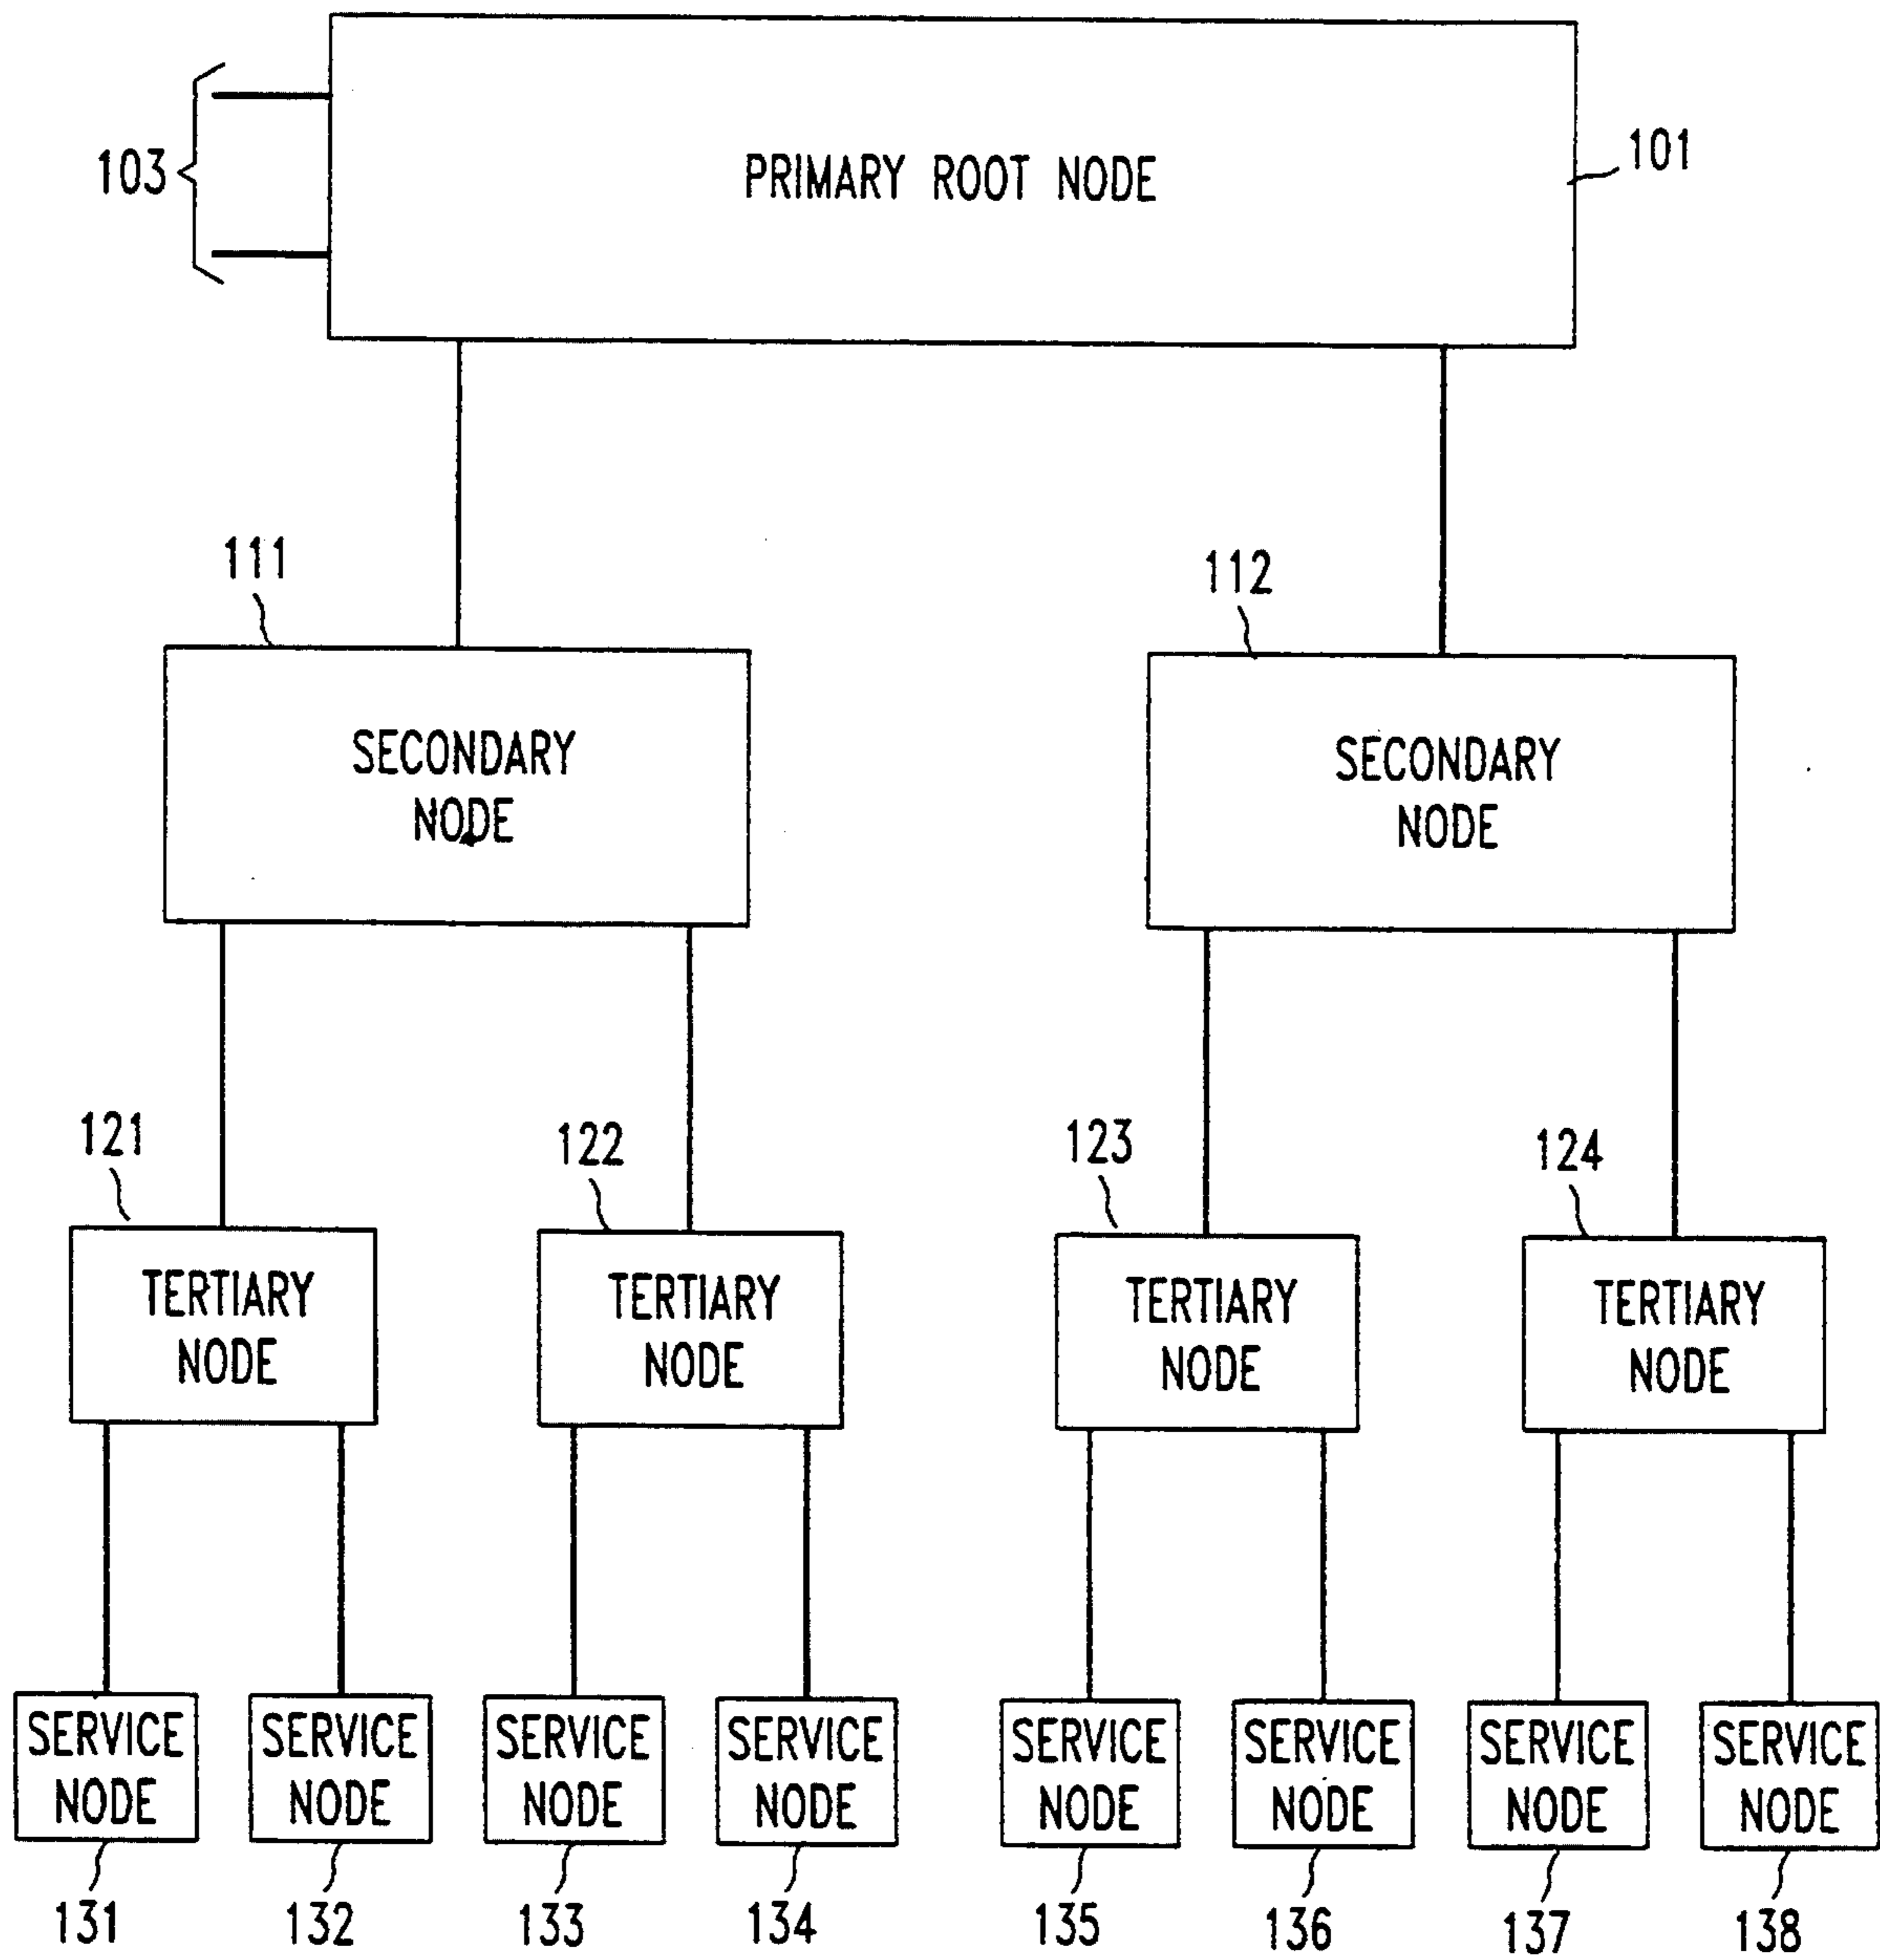 103
PRIMARY ROOT NODE
101
111
112
SECONDARY
NODE
SECONDARY
NODE
121
122
123
124
TERTIARY
NODE
TERTIARY
NODE
TERTIARY
NODE
TERTIARY
NODE
SERVICE
NODE
SERVICE
NODE
SERVICE
NODE
SERVICE
NODE
SERVICE
NODE
SERVICE
NODE
SERVICE
NODE
SERVICE
NODE
131
132
133
134
135
136
137
138